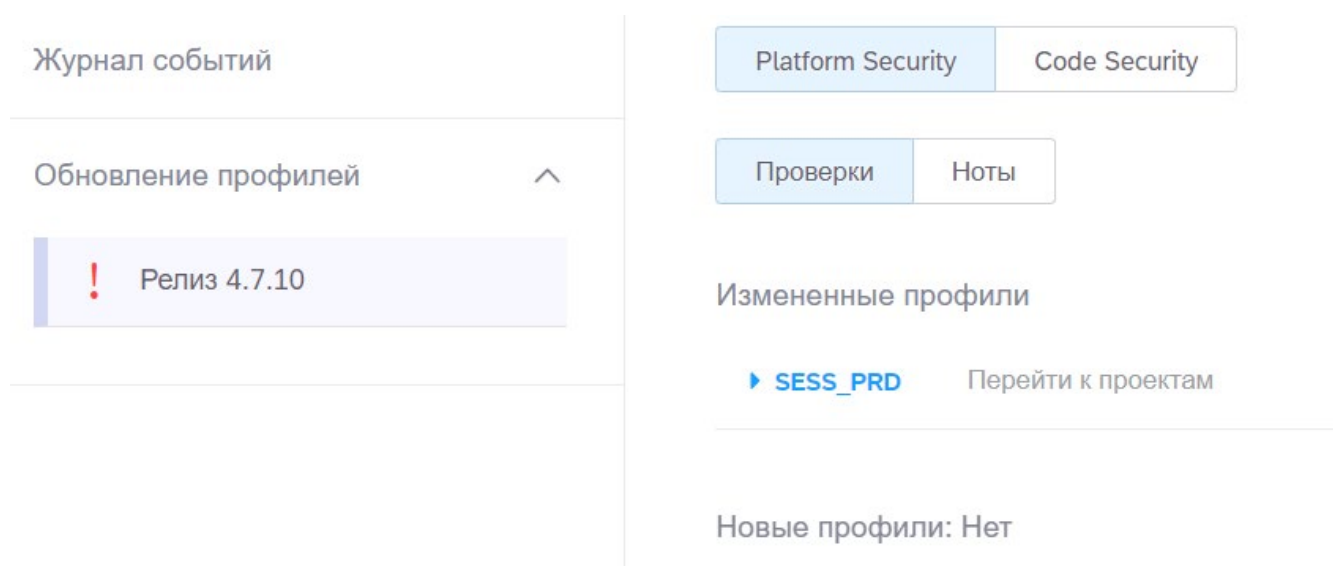 Журнал событий
Обновление профилей
! Релиз 4.7.10
Platform Security Code Security
Проверки Ноты
Измененные профили
SESS_PRD Перейти к проектам
Новые профили: Нет